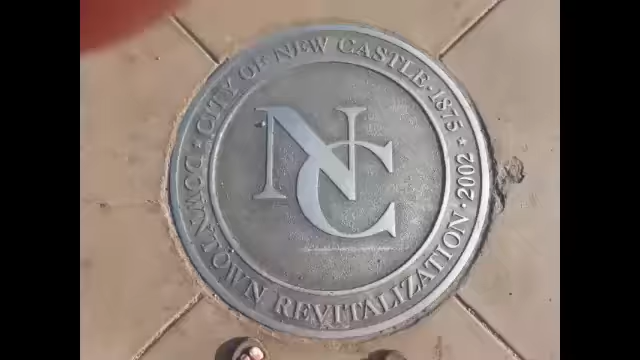 CITY OF NEW CASTLE · 1875 ★
DOWNTOWN REVITALIZATION · 2002 ★
NC